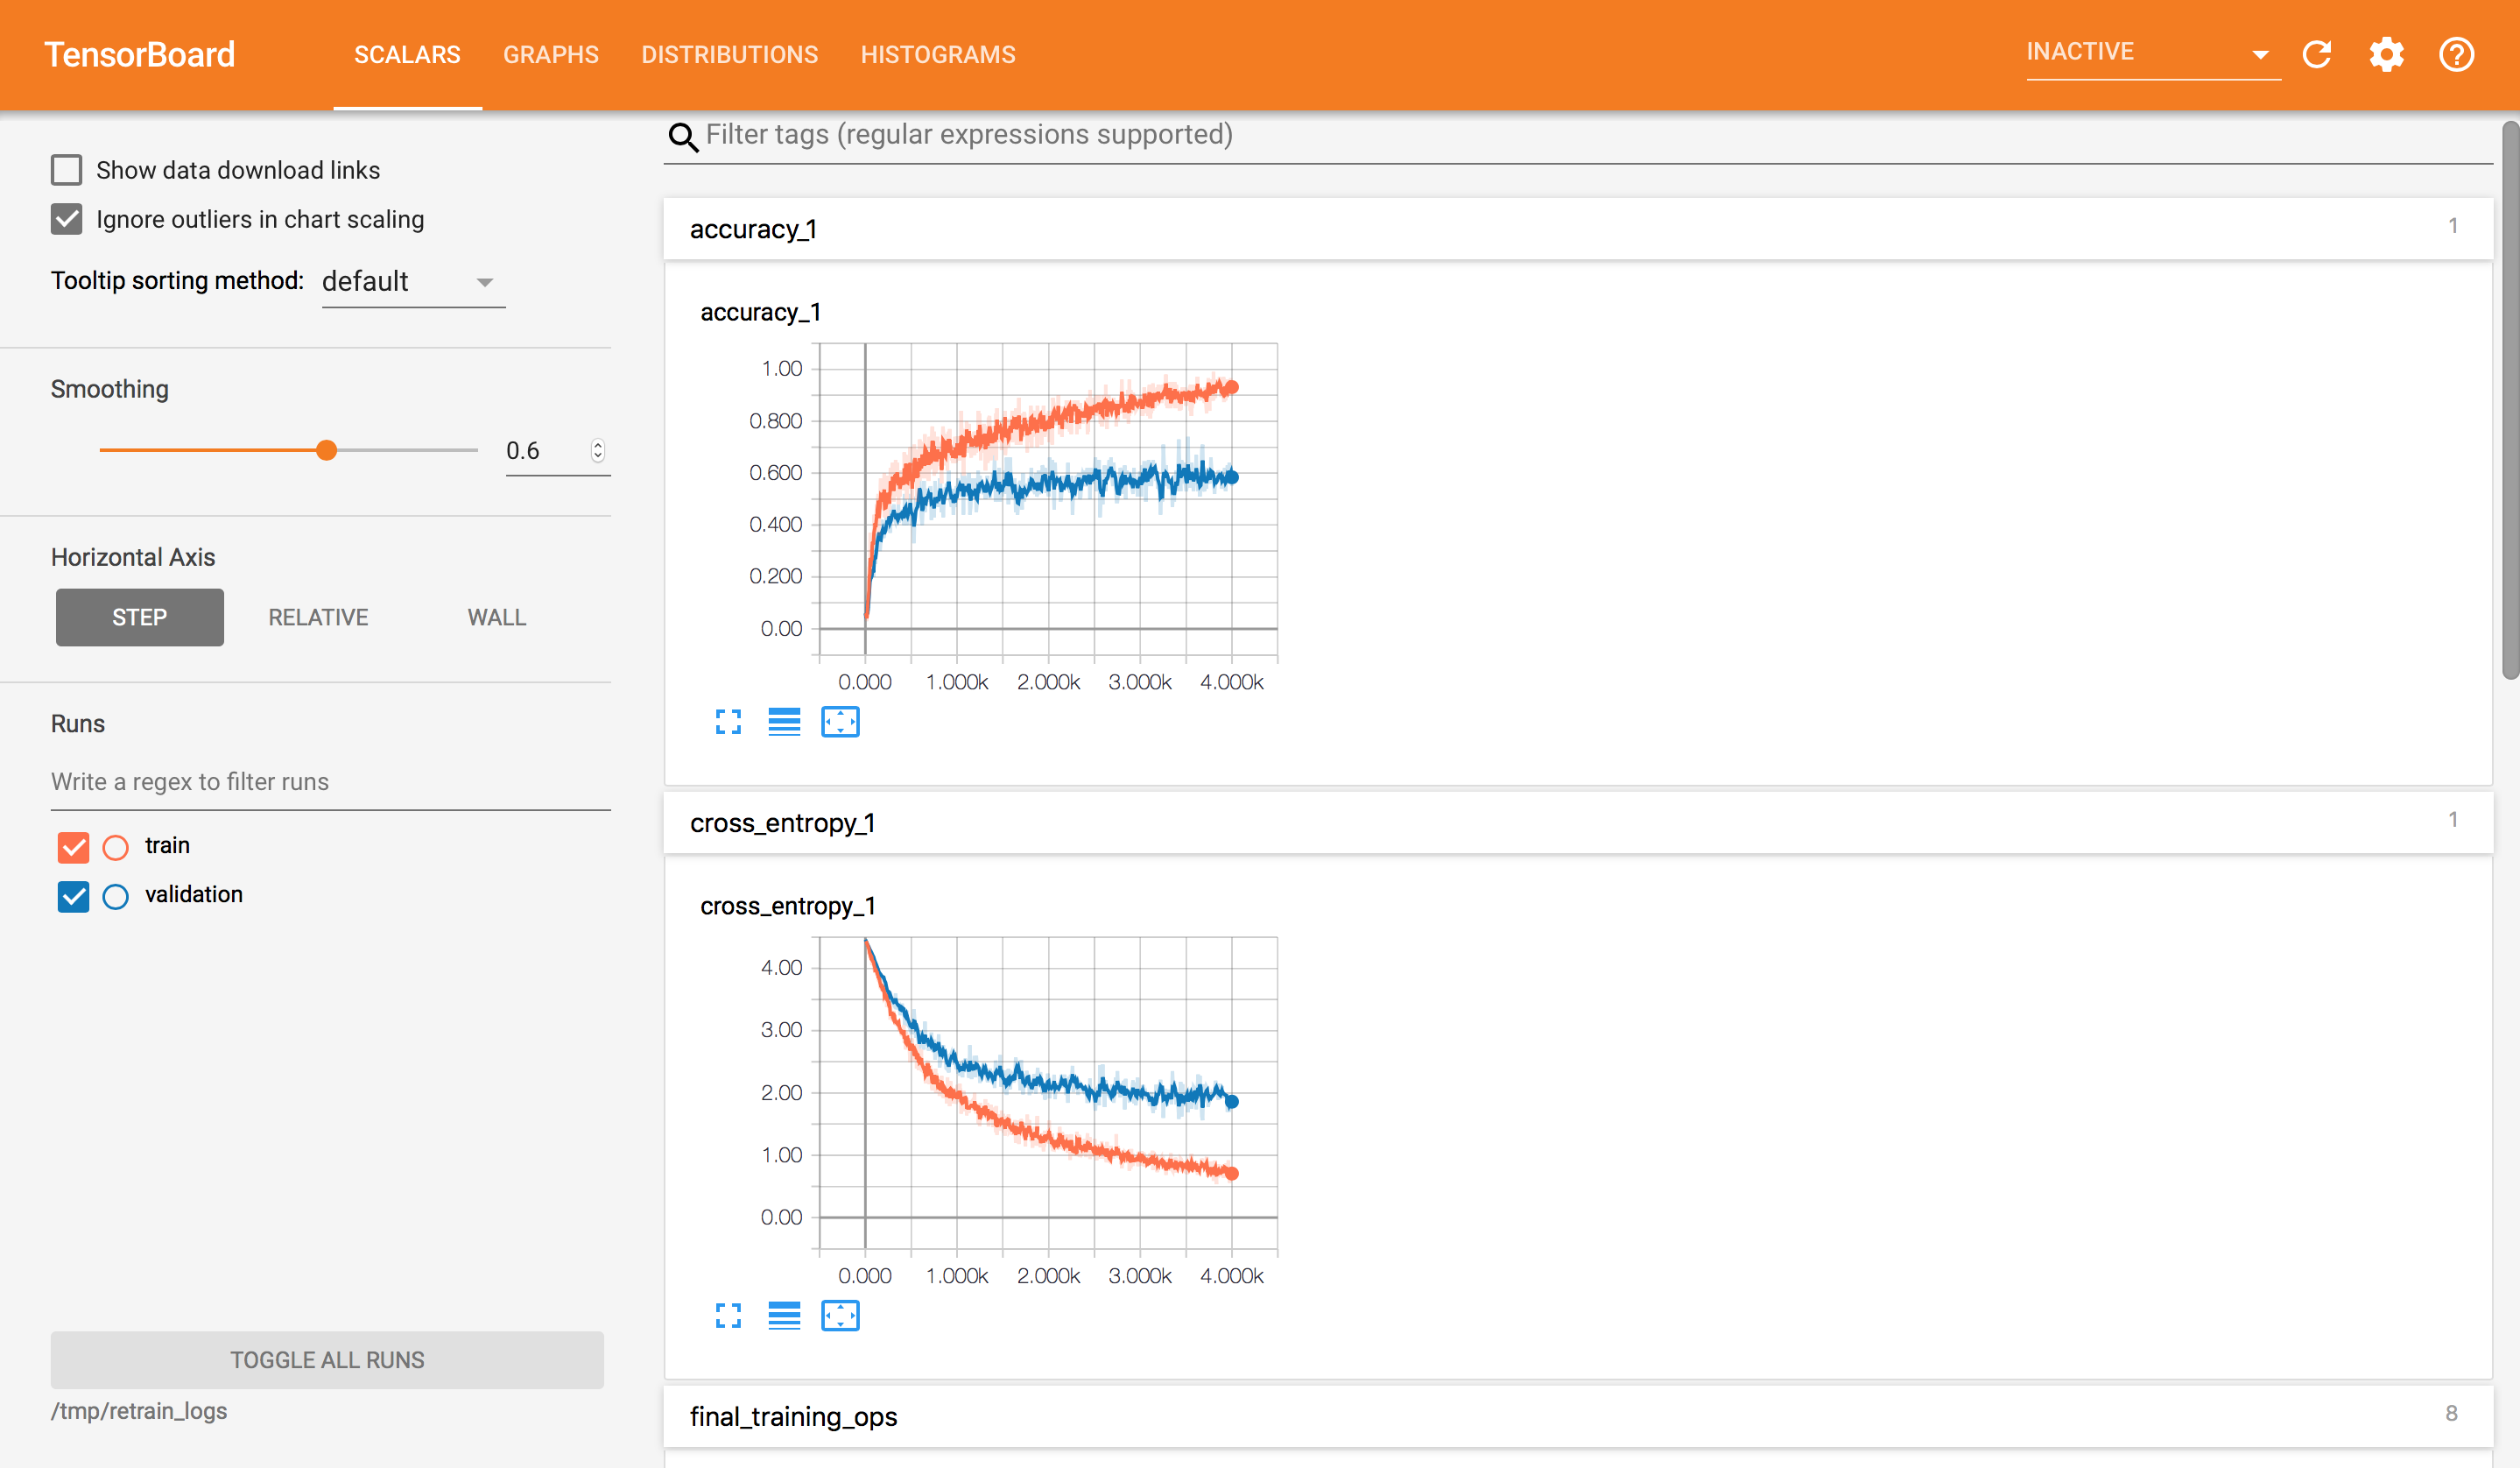 TensorBoard
SCALARS GRAPHS DISTRIBUTIONS HISTOGRAMS
INACTIVE
Show data download links
Ignore outliers in chart scaling
Tooltip sorting method: default
Smoothing
0.6
Horizontal Axis
STEP RELATIVE WALL
Runs
Write a regex to filter runs
train
validation
TOGGLE ALL RUNS
/tmp/retrain_logs
Filter tags (regular expressions supported)
accuracy_1 1
accuracy_1
1.00
0.800
0.600
0.400
0.200
0.00
0.000 1.000k 2.000k 3.000k 4.000k
cross_entropy_1 1
cross_entropy_1
4.00
3.00
2.00
1.00
0.00
0.000 1.000k 2.000k 3.000k 4.000k
final_training_ops 8